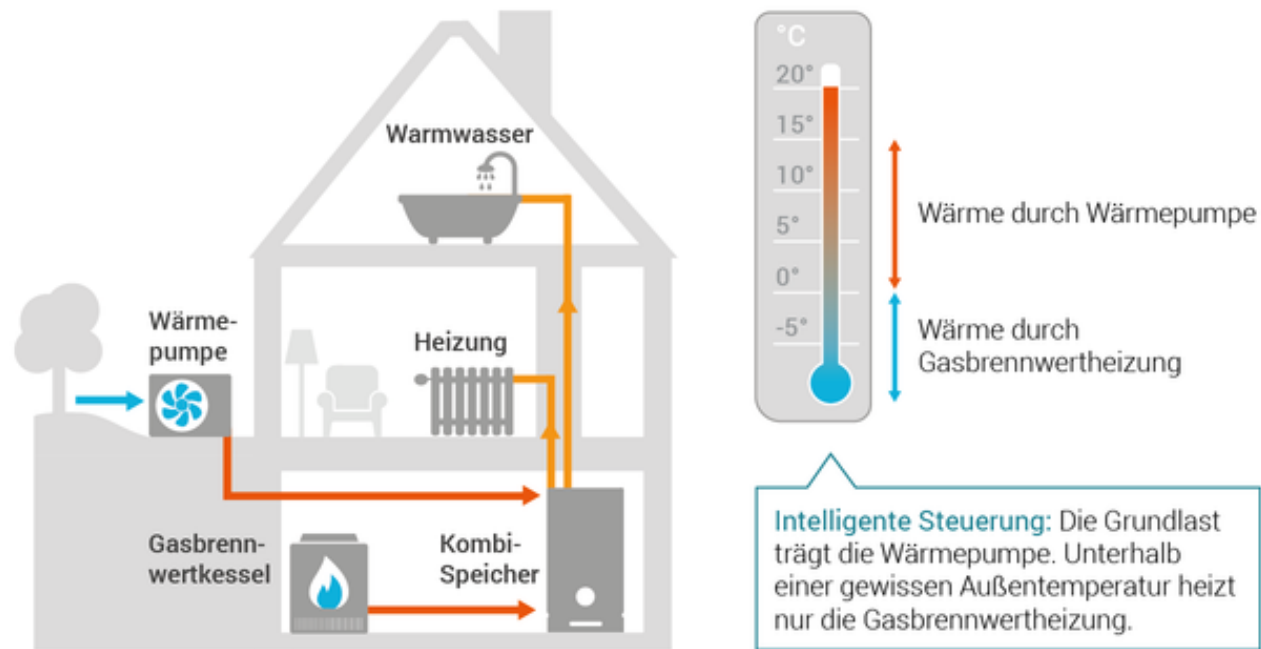 Warmwasser
Wärme-
pumpe
Heizung
Gasbrenn-
wertkessel
Kombi-
Speicher
°C
20°
15°
10°
5°
0°
-5°
Wärme durch Wärmepumpe
Wärme durch
Gasbrennwertheizung
Intelligente Steuerung: Die Grundlast
trägt die Wärmepumpe. Unterhalb
einer gewissen Außentemperatur heizt
nur die Gasbrennwertheizung.